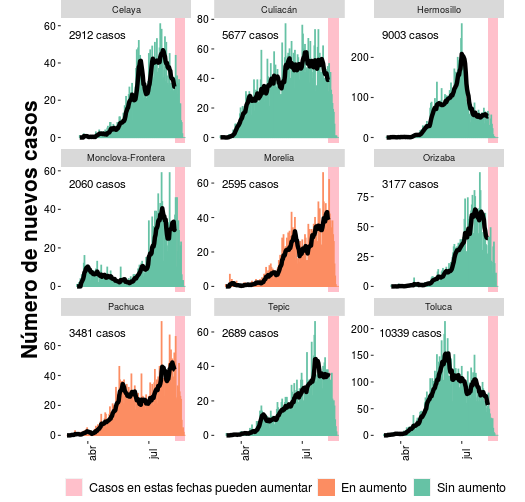 Número de nuevos casos
Celaya
Culiacán
Hermosillo
60
40
20
0
2912 casos
80
60
40
20
0
5677 casos
200
100
0
9003 casos
Monclova-Frontera
Morelia
Orizaba
60
40
20
0
2060 casos
60
40
20
0
2595 casos
75
50
25
0
3177 casos
Pachuca
Tepic
Toluca
60
40
20
0
3481 casos
60
40
20
0
2689 casos
200
150
100
50
0
10339 casos
abr
jul
abr
jul
abr
jul
Casos en estas fechas pueden aumentar
En aumento
Sin aumento